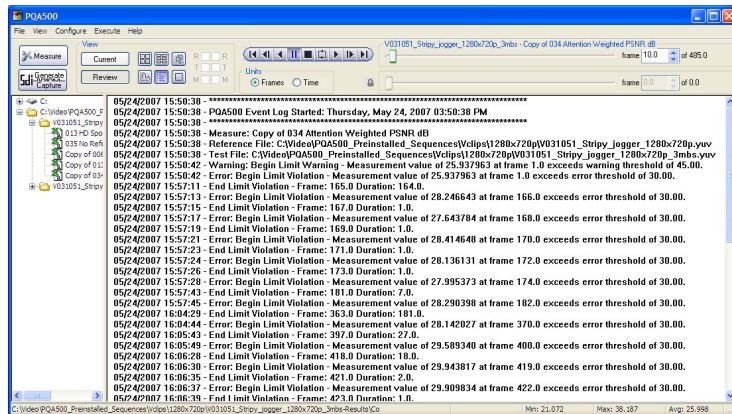 PQA500
File View Configure Execute Help
Measure
Generate
Capture
View
Current
Review
R R
T T
M M
Units
Frames Time
V031051_Stripy_jogger_1280x720p_3mbs - Copy of 034 Attention Weighted PSNR dB
frame 10.0 of 485.0
frame 0.0 of 0.0
C:
C:\Video\PQA500_F
V031051_Stripy
013 HD Spo
035 No Refe
Copy of 006
Copy of 013
Copy of 034
V031051_Stripy
05/24/2007 15:50:38 - ************************************************************************
05/24/2007 15:50:38 - PQA500 Event Log Started: Thursday, May 24, 2007 03:50:38 PM
05/24/2007 15:50:38 - ************************************************************************
05/24/2007 15:50:38 - Measure: Copy of 034 Attention Weighted PSNR dB
05/24/2007 15:50:38 - Reference File: C:\Video\PQA500_Preinstalled_Sequences\Vclips\1280x720p\V031051_Stripy_jogger_1280x720p.yuv
05/24/2007 15:50:38 - Test File: C:\Video\PQA500_Preinstalled_Sequences\Vclips\1280x720p\V031051_Stripy_jogger_1280x720p_3mbs.yuv
05/24/2007 15:50:42 - Warning: Begin Limit Warning - Measurement value of 25.937963 at frame 1.0 exceeds warning threshold of 45.00.
05/24/2007 15:50:42 - Error: Begin Limit Violation - Measurement value of 25.937963 at frame 1.0 exceeds error threshold of 30.00.
05/24/2007 15:57:11 - End Limit Violation - Frame: 165.0 Duration: 164.0.
05/24/2007 15:57:13 - Error: Begin Limit Violation - Measurement value of 28.246643 at frame 166.0 exceeds error threshold of 30.00.
05/24/2007 15:57:15 - End Limit Violation - Frame: 167.0 Duration: 1.0.
05/24/2007 15:57:17 - Error: Begin Limit Violation - Measurement value of 27.643784 at frame 168.0 exceeds error threshold of 30.00.
05/24/2007 15:57:19 - End Limit Violation - Frame: 169.0 Duration: 1.0.
05/24/2007 15:57:21 - Error: Begin Limit Violation - Measurement value of 28.414648 at frame 170.0 exceeds error threshold of 30.00.
05/24/2007 15:57:23 - End Limit Violation - Frame: 171.0 Duration: 1.0.
05/24/2007 15:57:24 - Error: Begin Limit Violation - Measurement value of 28.136131 at frame 172.0 exceeds error threshold of 30.00.
05/24/2007 15:57:26 - End Limit Violation - Frame: 173.0 Duration: 1.0.
05/24/2007 15:57:28 - Error: Begin Limit Violation - Measurement value of 27.995373 at frame 174.0 exceeds error threshold of 30.00.
05/24/2007 15:57:43 - End Limit Violation - Frame: 181.0 Duration: 7.0.
05/24/2007 15:57:45 - Error: Begin Limit Violation - Measurement value of 28.290398 at frame 182.0 exceeds error threshold of 30.00.
05/24/2007 16:04:29 - End Limit Violation - Frame: 363.0 Duration: 181.0.
05/24/2007 16:04:44 - Error: Begin Limit Violation - Measurement value of 28.142027 at frame 370.0 exceeds error threshold of 30.00.
05/24/2007 16:05:43 - End Limit Violation - Frame: 397.0 Duration: 27.0.
05/24/2007 16:05:49 - Error: Begin Limit Violation - Measurement value of 29.589340 at frame 400.0 exceeds error threshold of 30.00.
05/24/2007 16:06:28 - End Limit Violation - Frame: 418.0 Duration: 18.0.
05/24/2007 16:06:30 - Error: Begin Limit Violation - Measurement value of 29.943817 at frame 419.0 exceeds error threshold of 30.00.
05/24/2007 16:06:35 - End Limit Violation - Frame: 421.0 Duration: 2.0.
05/24/2007 16:06:37 - Error: Begin Limit Violation - Measurement value of 29.909834 at frame 422.0 exceeds error threshold of 30.00.
05/24/2007 16:06:39 - End Limit Violation - Frame: 423.0 Duration: 1.0.
C:\Video\PQA500_Preinstalled_Sequences\Vclips\1280x720p\V031051_Stripy_jogger_1280x720p_3mbs-Results\Co
Min: 21.072 Max: 38.187 Avg: 25.998